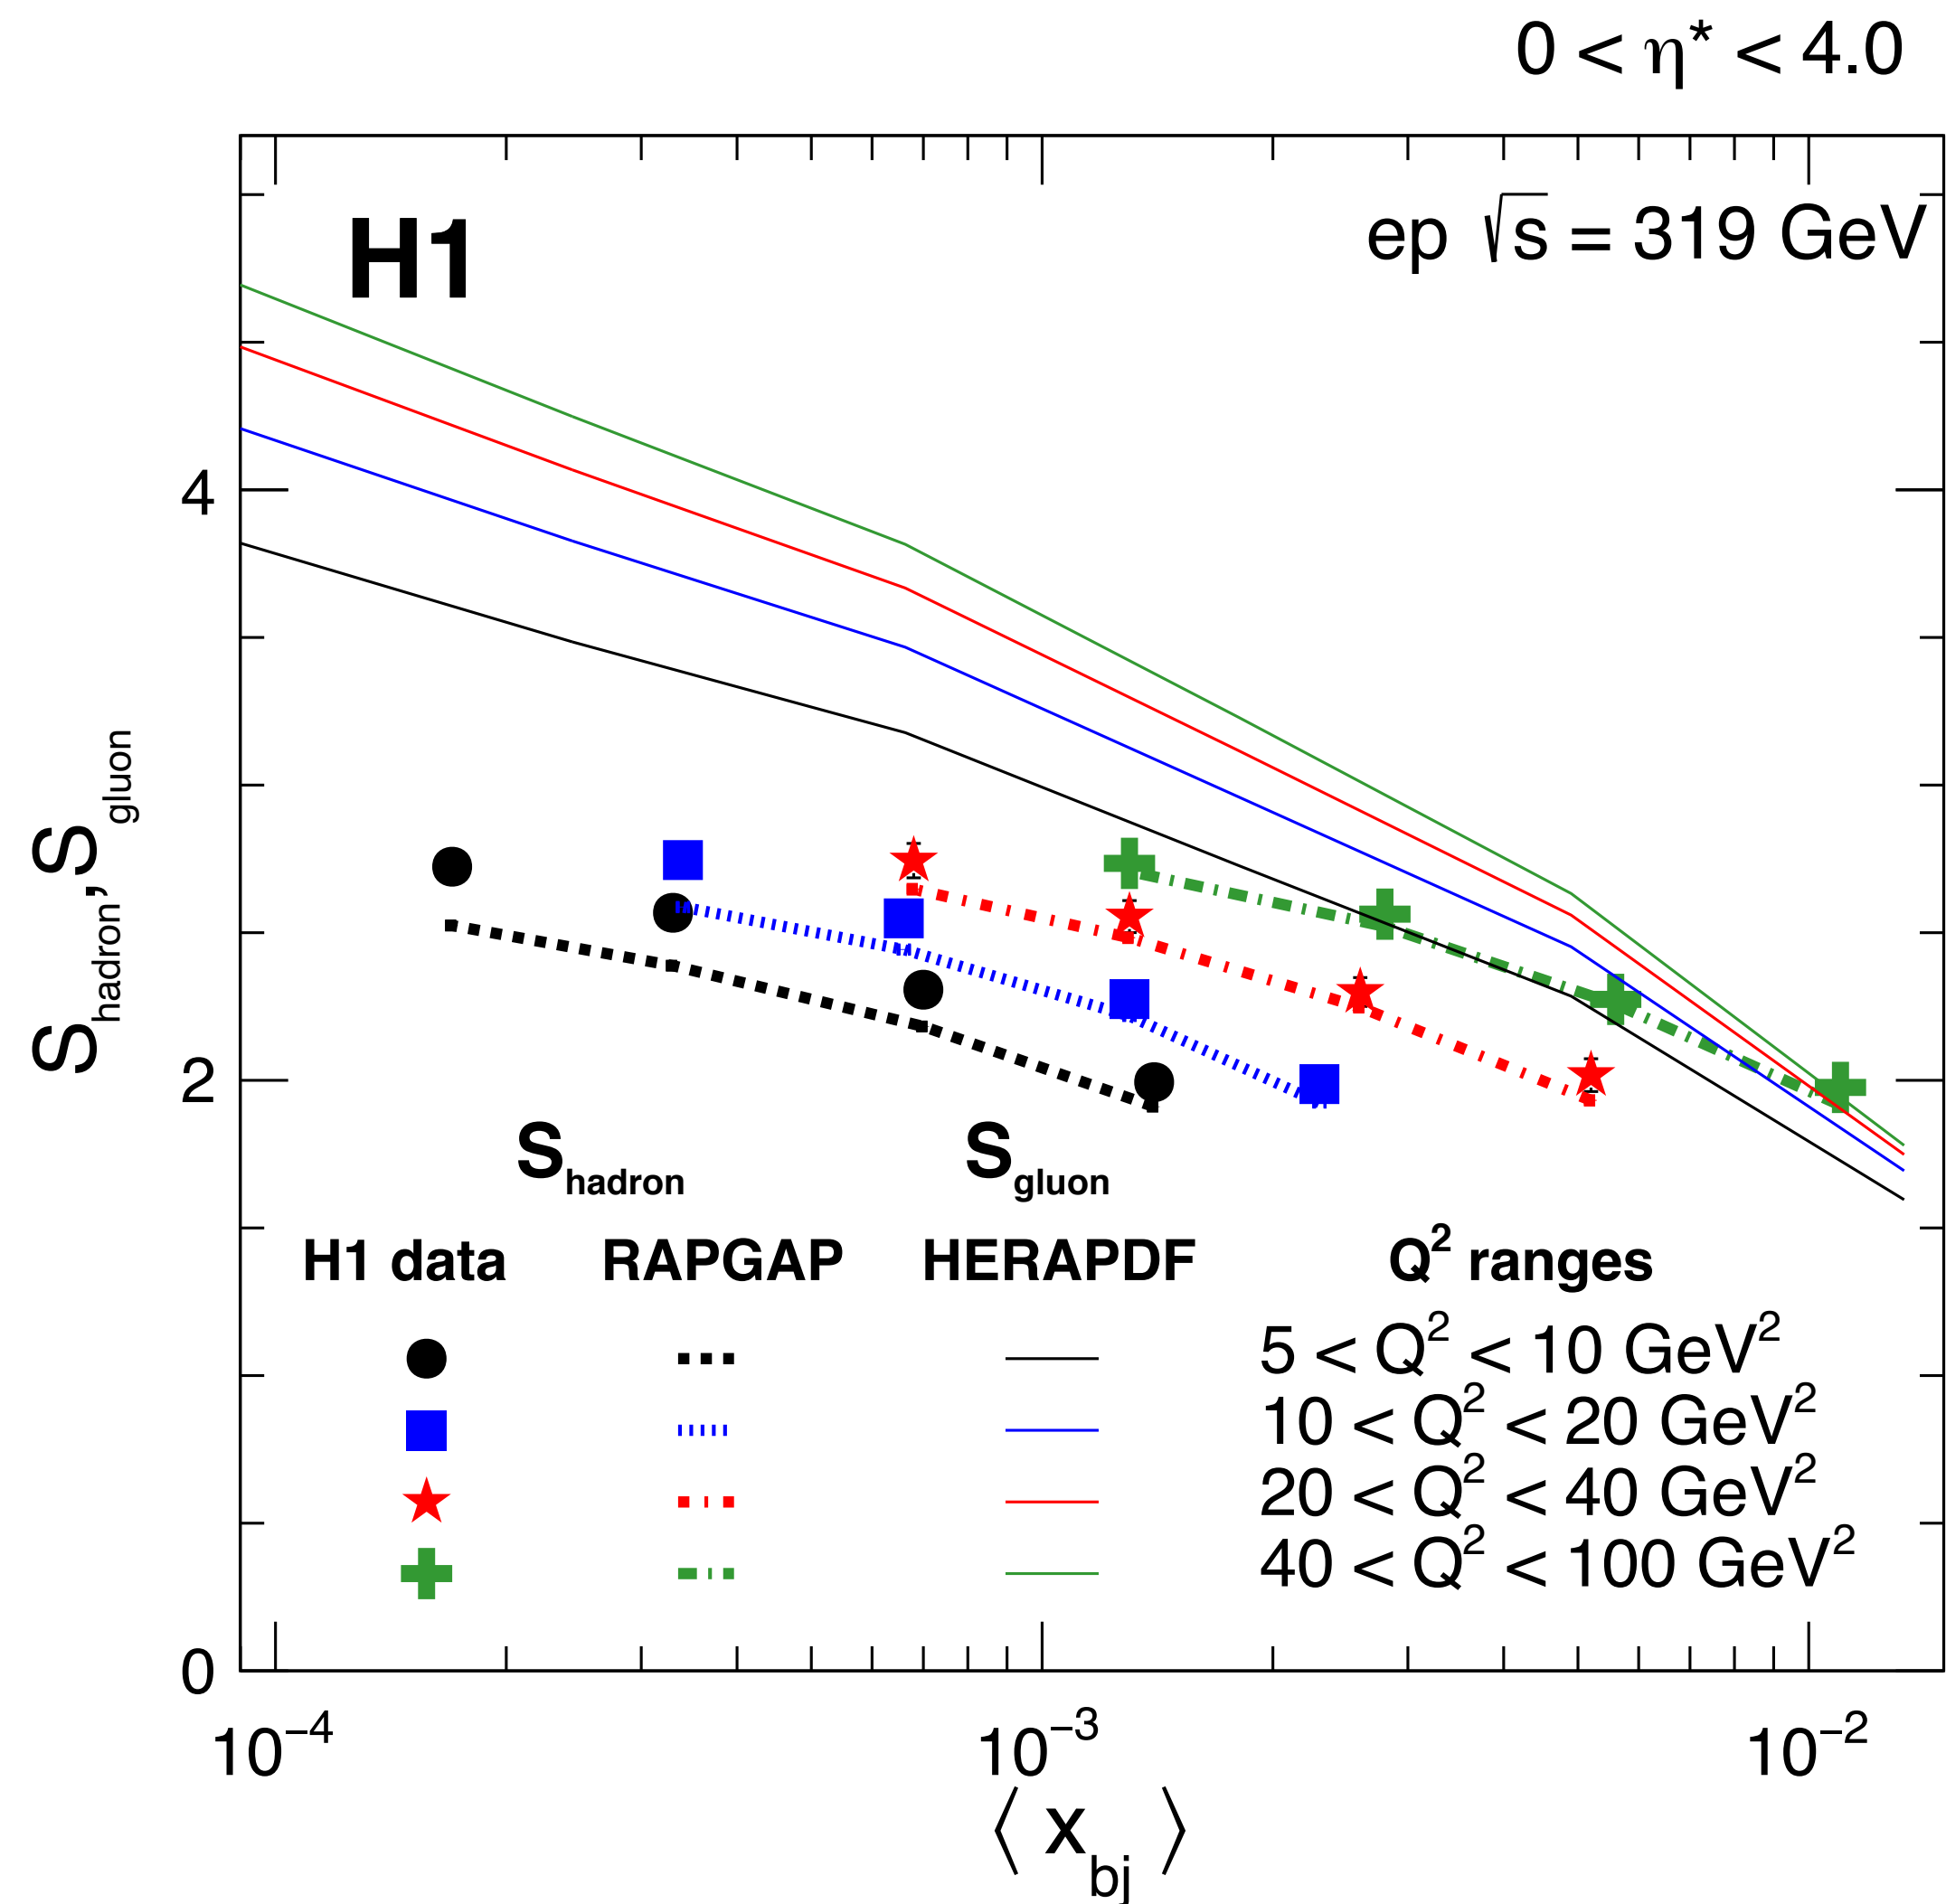 0 < η* < 4.0
H1
ep √s = 319 GeV
4
2
0
S_hadron, S_gluon
S_hadron S_gluon
H1 data RAPGAP HERAPDF Q² ranges
5 < Q² < 10 GeV²
10 < Q² < 20 GeV²
20 < Q² < 40 GeV²
40 < Q² < 100 GeV²
10⁻⁴ 10⁻³ 10⁻²
⟨ x_bj ⟩